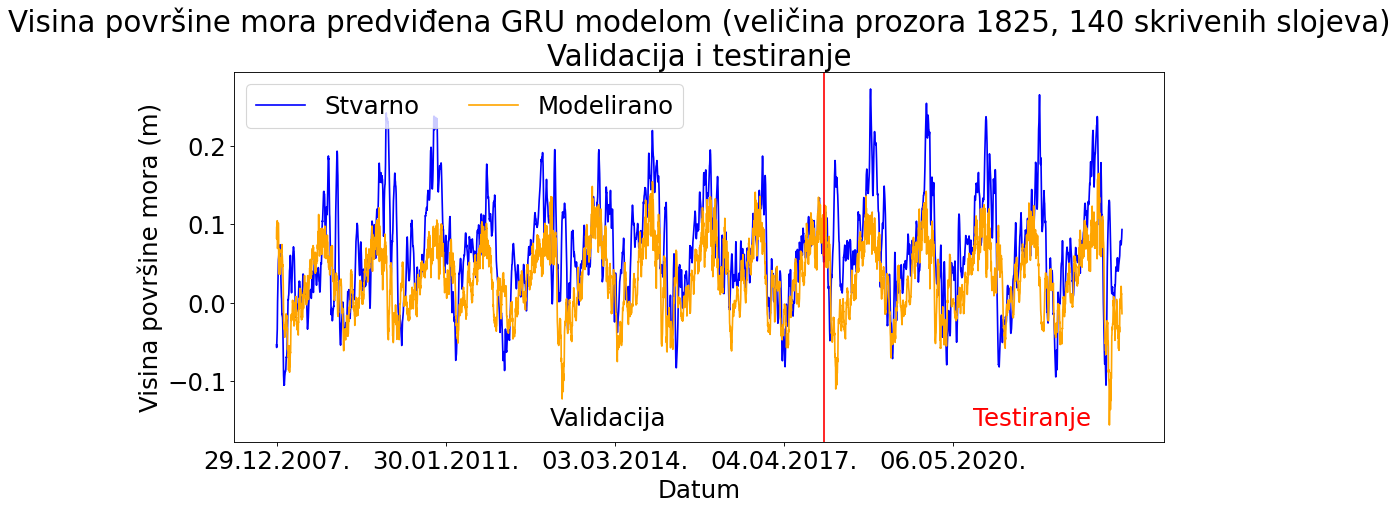 Visina površine mora predviđena GRU modelom (veličina prozora 1825, 140 skrivenih slojeva)
Validacija i testiranje
Stvarno Modelirano
Visina površine mora (m)
0.2
0.1
0.0
−0.1
Validacija
Testiranje
29.12.2007. 30.01.2011. 03.03.2014. 04.04.2017. 06.05.2020.
Datum